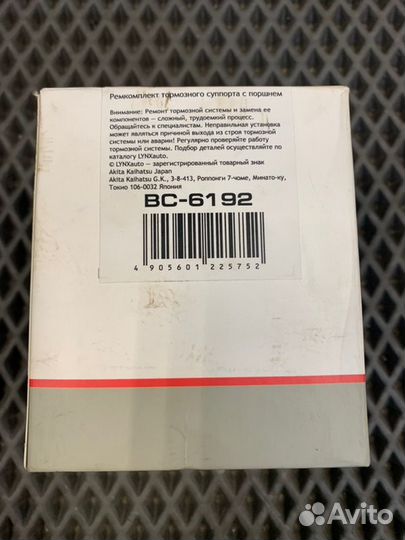 Ремкомплект тормозного суппорта с поршнем
Внимание: Ремонт тормозной системы и замена ее
компонентов — сложный, трудоемкий процесс.
Обращайтесь к специалистам. Неправильная установка
может являться причиной выхода из строя тормозной
системы или аварии! Регулярно проверяйте работу
тормозной системы. Подбор деталей осуществляйте по
каталогу LYNXauto.
© LYNXauto — зарегистрированный товарный знак
Akita Kaihatsu Japan
Akita Kaihatsu G.K., 3-8-413, Роппонги 7-чоме, Минато-ку,
Токио 106-0032 Япония
BC-6192
4 905601 225752
Avito